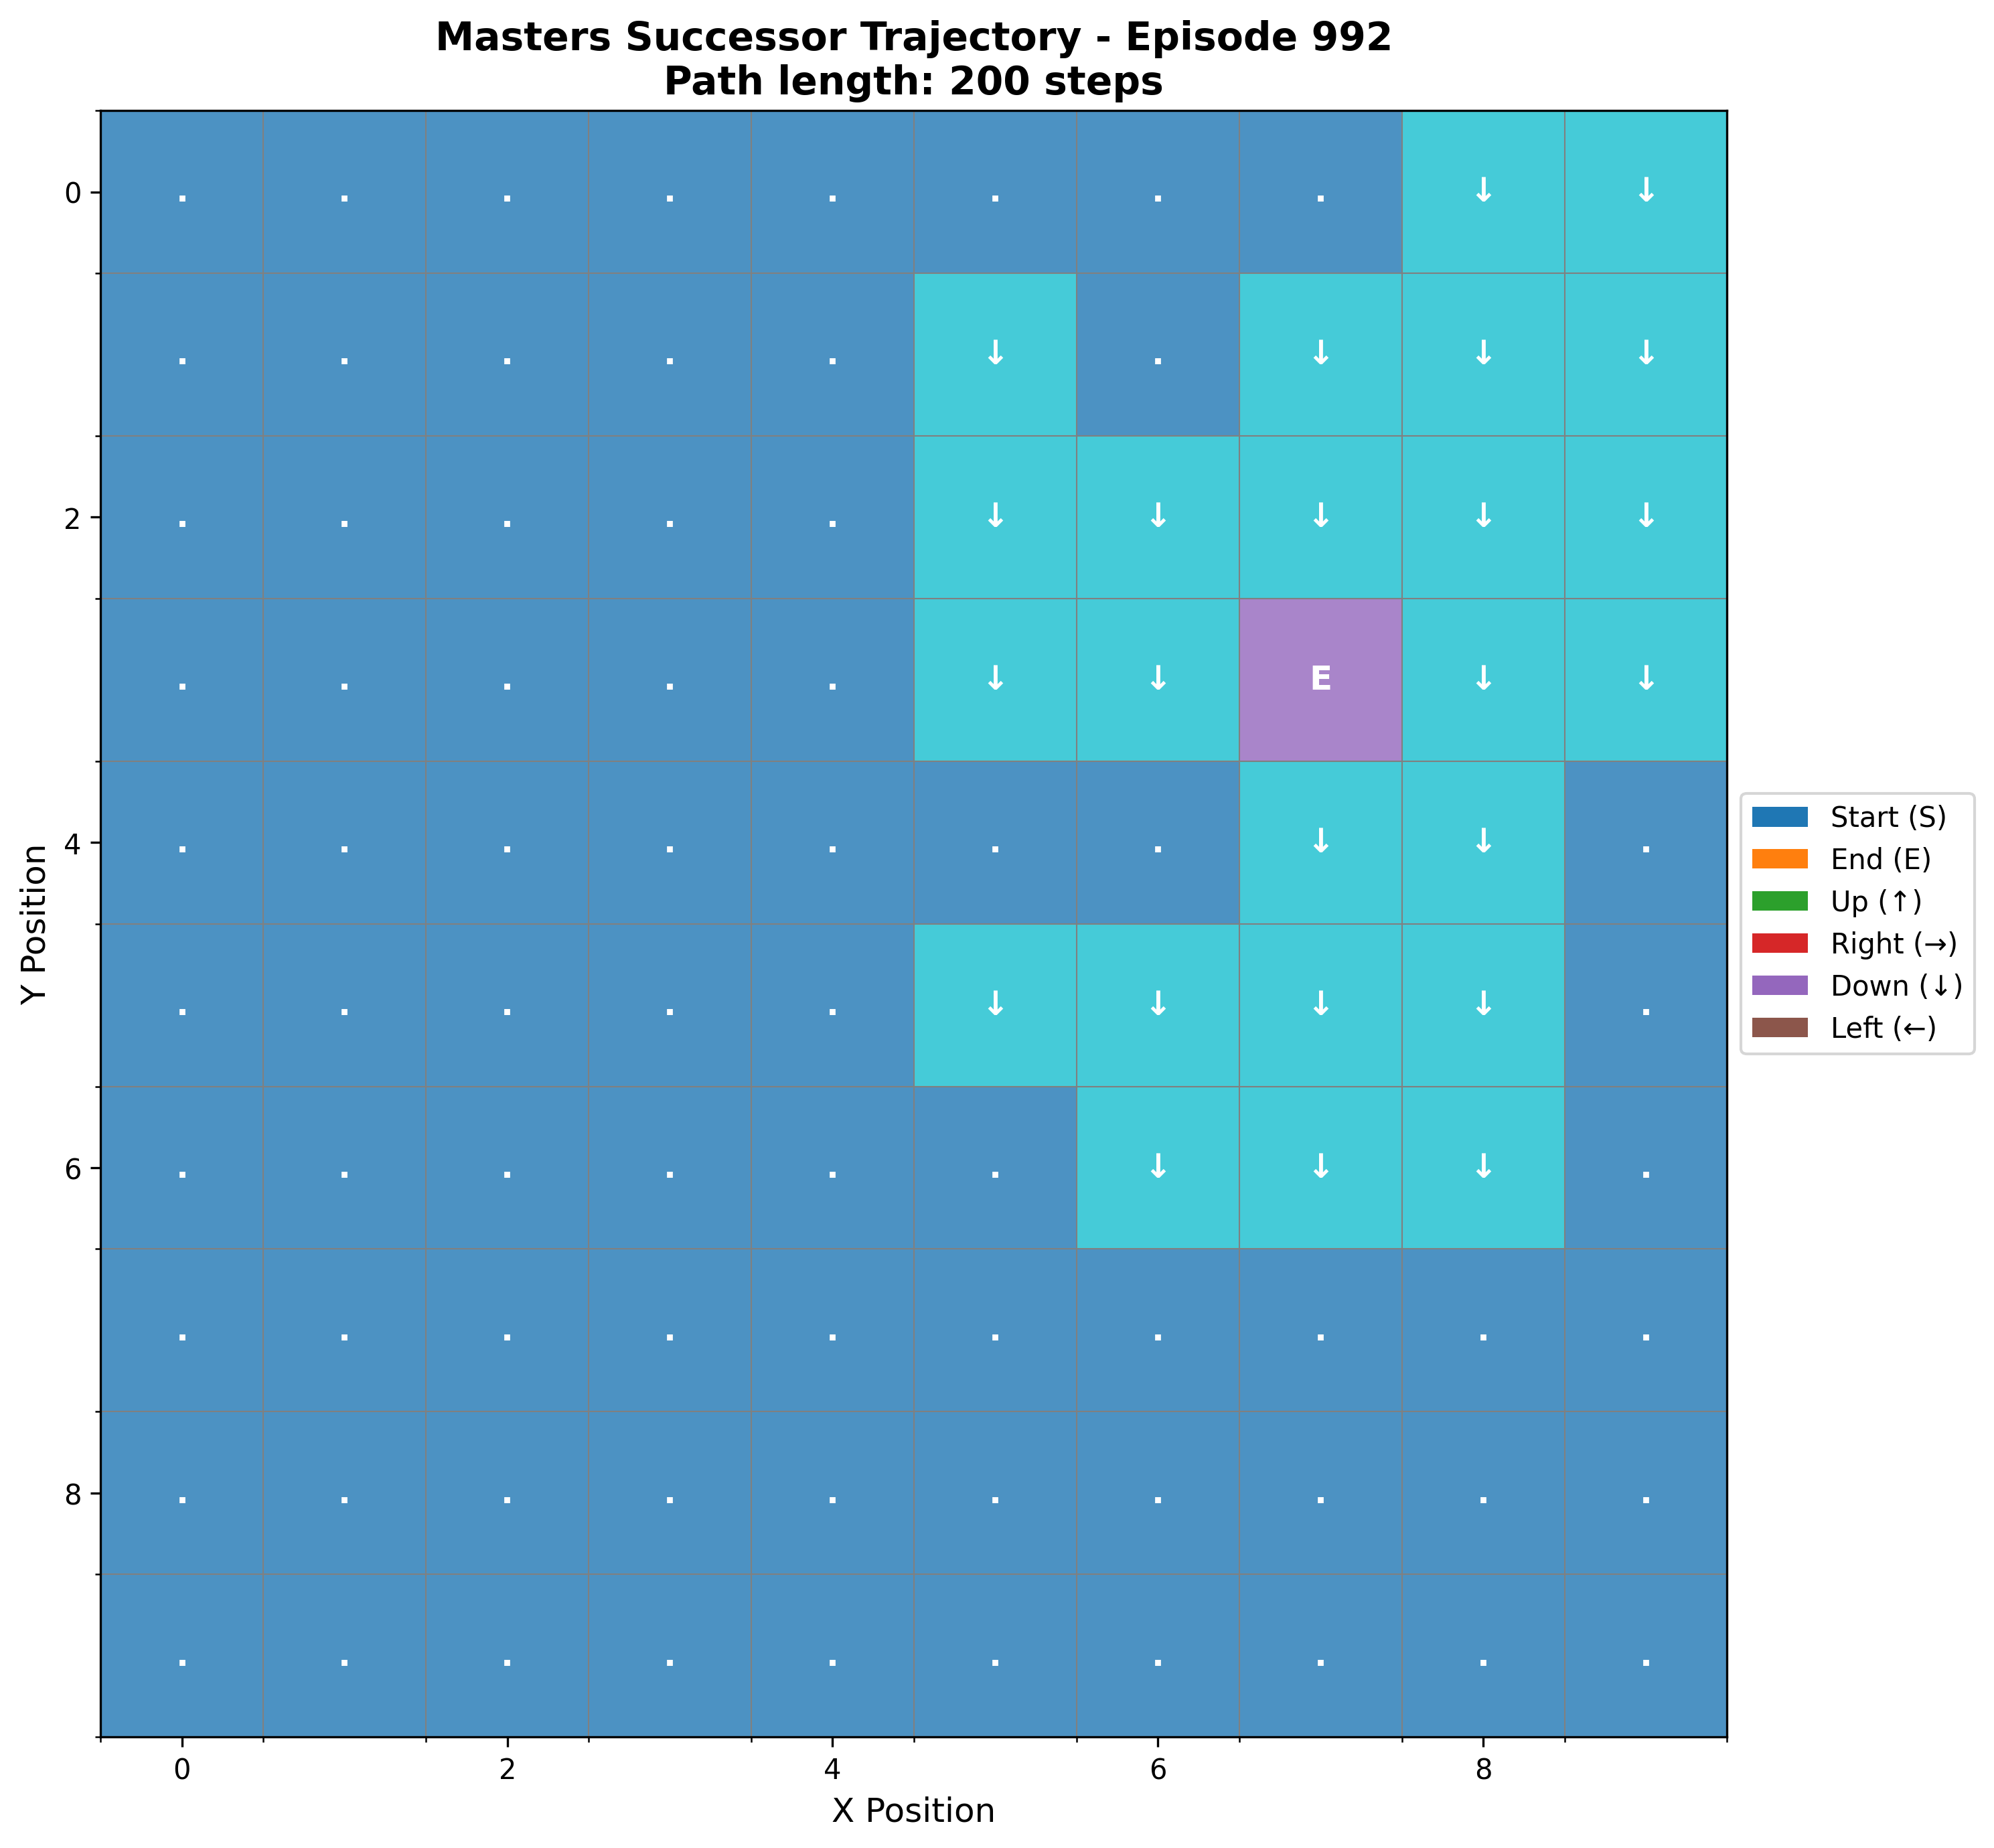 Masters Successor Trajectory - Episode 992
Path length: 200 steps
0 . . . . . . . . ↓ ↓
. . . . . ↓ . ↓ ↓ ↓
2 . . . . . ↓ ↓ ↓ ↓ ↓
. . . . . ↓ ↓ E ↓ ↓
4 . . . . . . . ↓ ↓ .
. . . . . ↓ ↓ ↓ ↓ .
6 . . . . . . ↓ ↓ ↓ .
. . . . . . . . . .
8 . . . . . . . . . .
. . . . . . . . . .
0 2 4 6 8
X Position
Y Position
Start (S)
End (E)
Up (↑)
Right (→)
Down (↓)
Left (←)